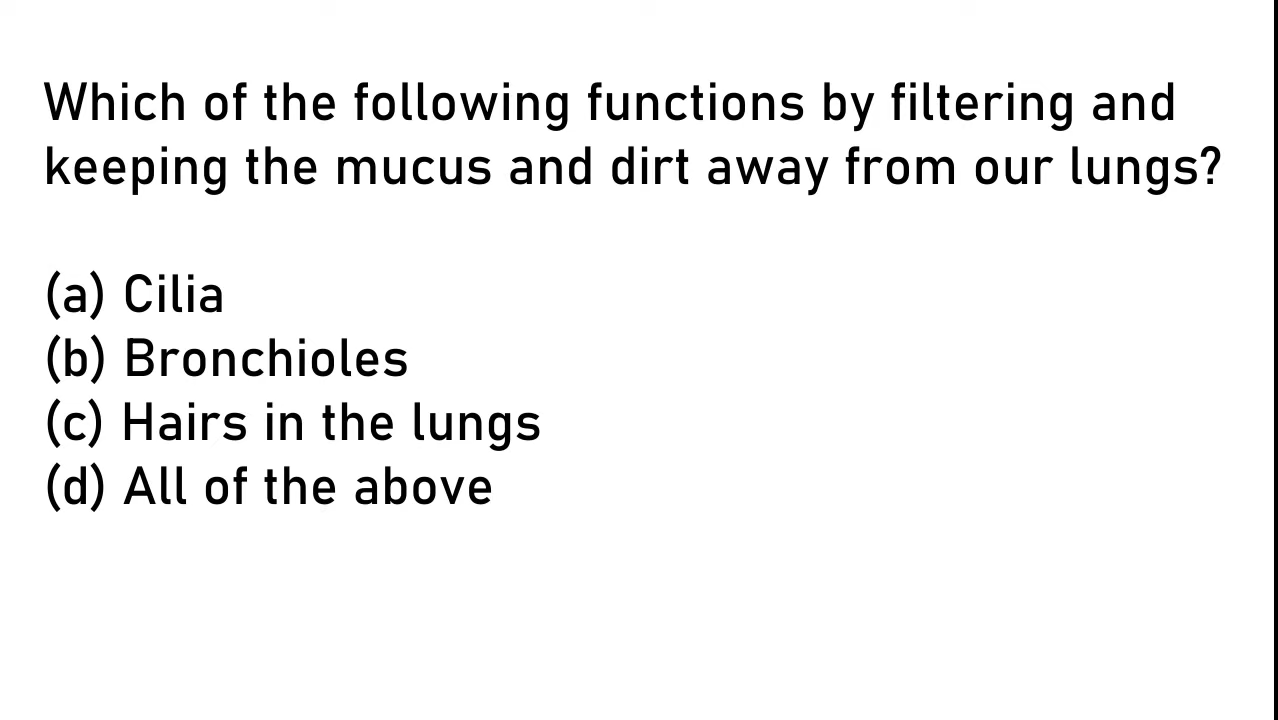 Which of the following functions by filtering and
keeping the mucus and dirt away from our lungs?
(a) Cilia
(b) Bronchioles
(c) Hairs in the lungs
(d) All of the above